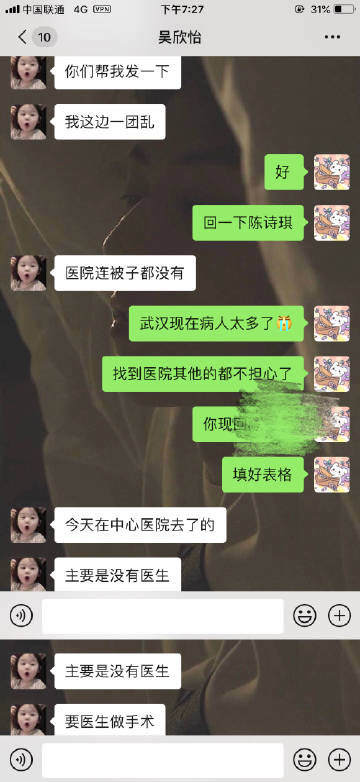 中国联通 4G VPN 下午7:27 31%
10 吴欣怡
你们帮我发一下
我这边一团乱
好
回一下陈诗琪
医院连被子都没有
武汉现在病人太多了😭
找到医院其他的都不担心了
你现
填好表格
今天在中心医院去了的
主要是没有医生
主要是没有医生
要医生做手术